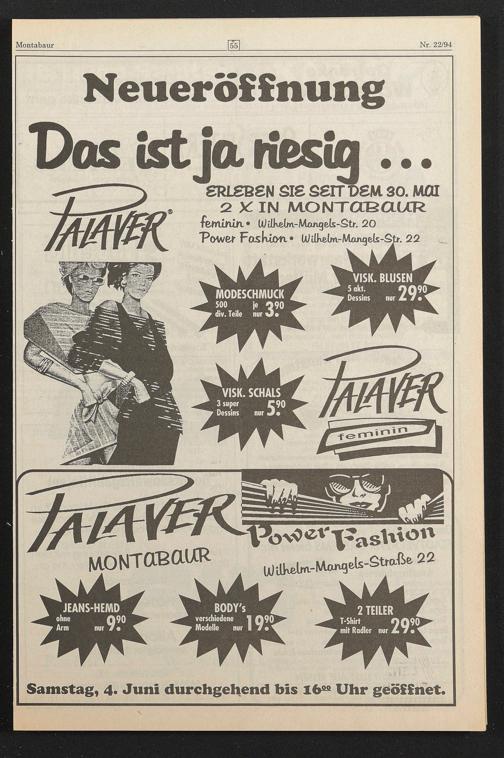 Montabaur
55
Nr. 22/94
Neueröffnung
Das ist ja riesig ...
PALAVER®
ERLEBEN SIE SEIT DEM 30. MAI
2 X IN MONTABAUR
feminin • Wilhelm-Mangels-Str. 20
Power Fashion • Wilhelm-Mangels-Str. 22
MODESCHMUCK
500 je
div. Teile nur 3.90
VISK. BLUSEN
5 akt.
Dessins nur 29.90
VISK. SCHALS
3 super
Dessins nur 5.90
PALAVER
feminin
PALAVER
MONTABAUR
Power Fashion
Wilhelm-Mangels-Straße 22
JEANS-HEMD
ohne
Arm nur 9.90
BODY's
verschiedene
Modelle nur 19.90
2 TEILER
T-Shirt
mit Radler nur 29.90
Samstag, 4. Juni durchgehend bis 16⁰⁰ Uhr geöffnet.